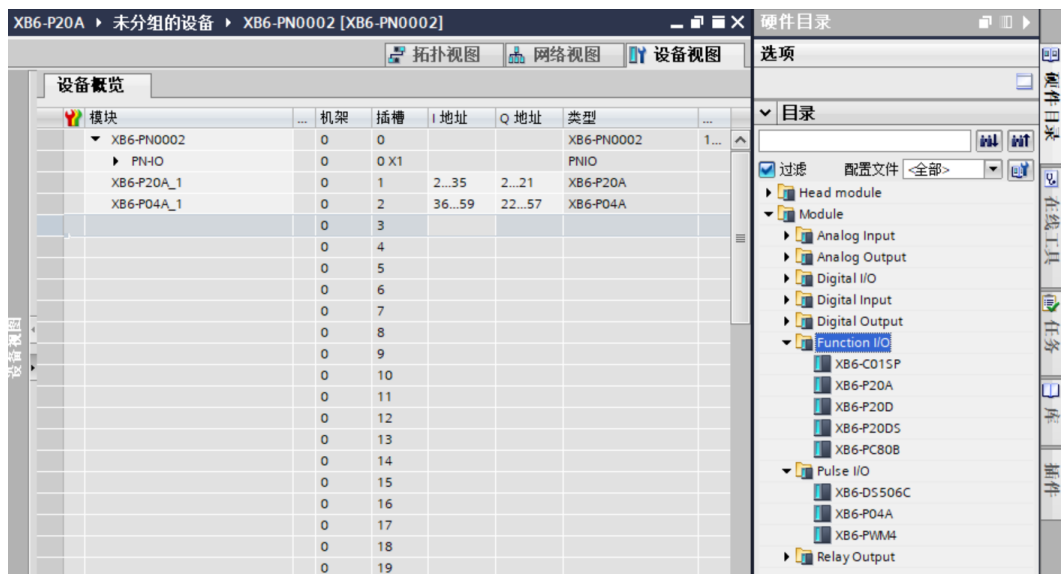 XB6-P20A ▸ 未分组的设备 ▸ XB6-PN0002 [XB6-PN0002]
拓扑视图 网络视图 设备视图
设备概览
模块 ... 机架 插槽 I 地址 Q 地址 类型 ...
XB6-PN0002 0 0 XB6-PN0002 1...
PN-IO 0 0 X1 PNIO
XB6-P20A_1 0 1 2...35 2...21 XB6-P20A
XB6-P04A_1 0 2 36...59 22...57 XB6-P04A
0 3
0 4
0 5
0 6
0 7
0 8
0 9
0 10
0 11
0 12
0 13
0 14
0 15
0 16
0 17
0 18
0 19
设备视图
硬件目录
选项
目录
过滤 配置文件 <全部>
Head module
Module
Analog Input
Analog Output
Digital I/O
Digital Input
Digital Output
Function I/O
XB6-C01SP
XB6-P20A
XB6-P20D
XB6-P20DS
XB6-PC80B
Pulse I/O
XB6-DS506C
XB6-P04A
XB6-PWM4
Relay Output
硬件目录
在线工具
任务
库
插件